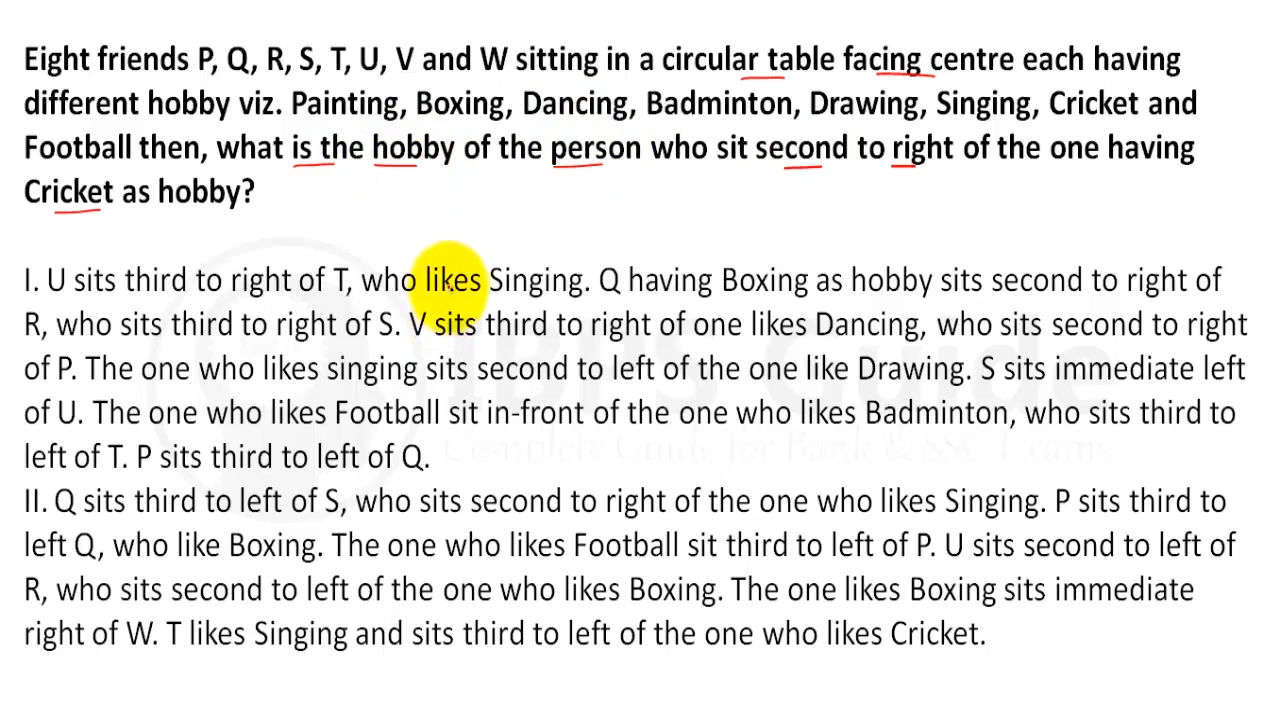 Eight friends P, Q, R, S, T, U, V and W sitting in a circular table facing centre each having
different hobby viz. Painting, Boxing, Dancing, Badminton, Drawing, Singing, Cricket and
Football then, what is the hobby of the person who sit second to right of the one having
Cricket as hobby?
I. U sits third to right of T, who likes Singing. Q having Boxing as hobby sits second to right of
R, who sits third to right of S. V sits third to right of one likes Dancing, who sits second to right
of P. The one who likes singing sits second to left of the one like Drawing. S sits immediate left
of U. The one who likes Football sit in-front of the one who likes Badminton, who sits third to
left of T. P sits third to left of Q.
II. Q sits third to left of S, who sits second to right of the one who likes Singing. P sits third to
left Q, who like Boxing. The one who likes Football sit third to left of P. U sits second to left of
R, who sits second to left of the one who likes Boxing. The one likes Boxing sits immediate
right of W. T likes Singing and sits third to left of the one who likes Cricket.
IBPS Guide
Complete Guide for Bank & SSC Exams